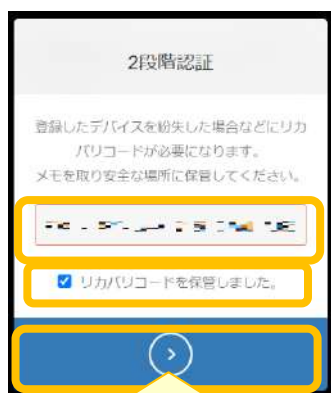 2段階認証
登録したデバイスを紛失した場合などにリカ
バリコードが必要になります。
メモを取り安全な場所に保管してください。
リカバリコードを保管しました。